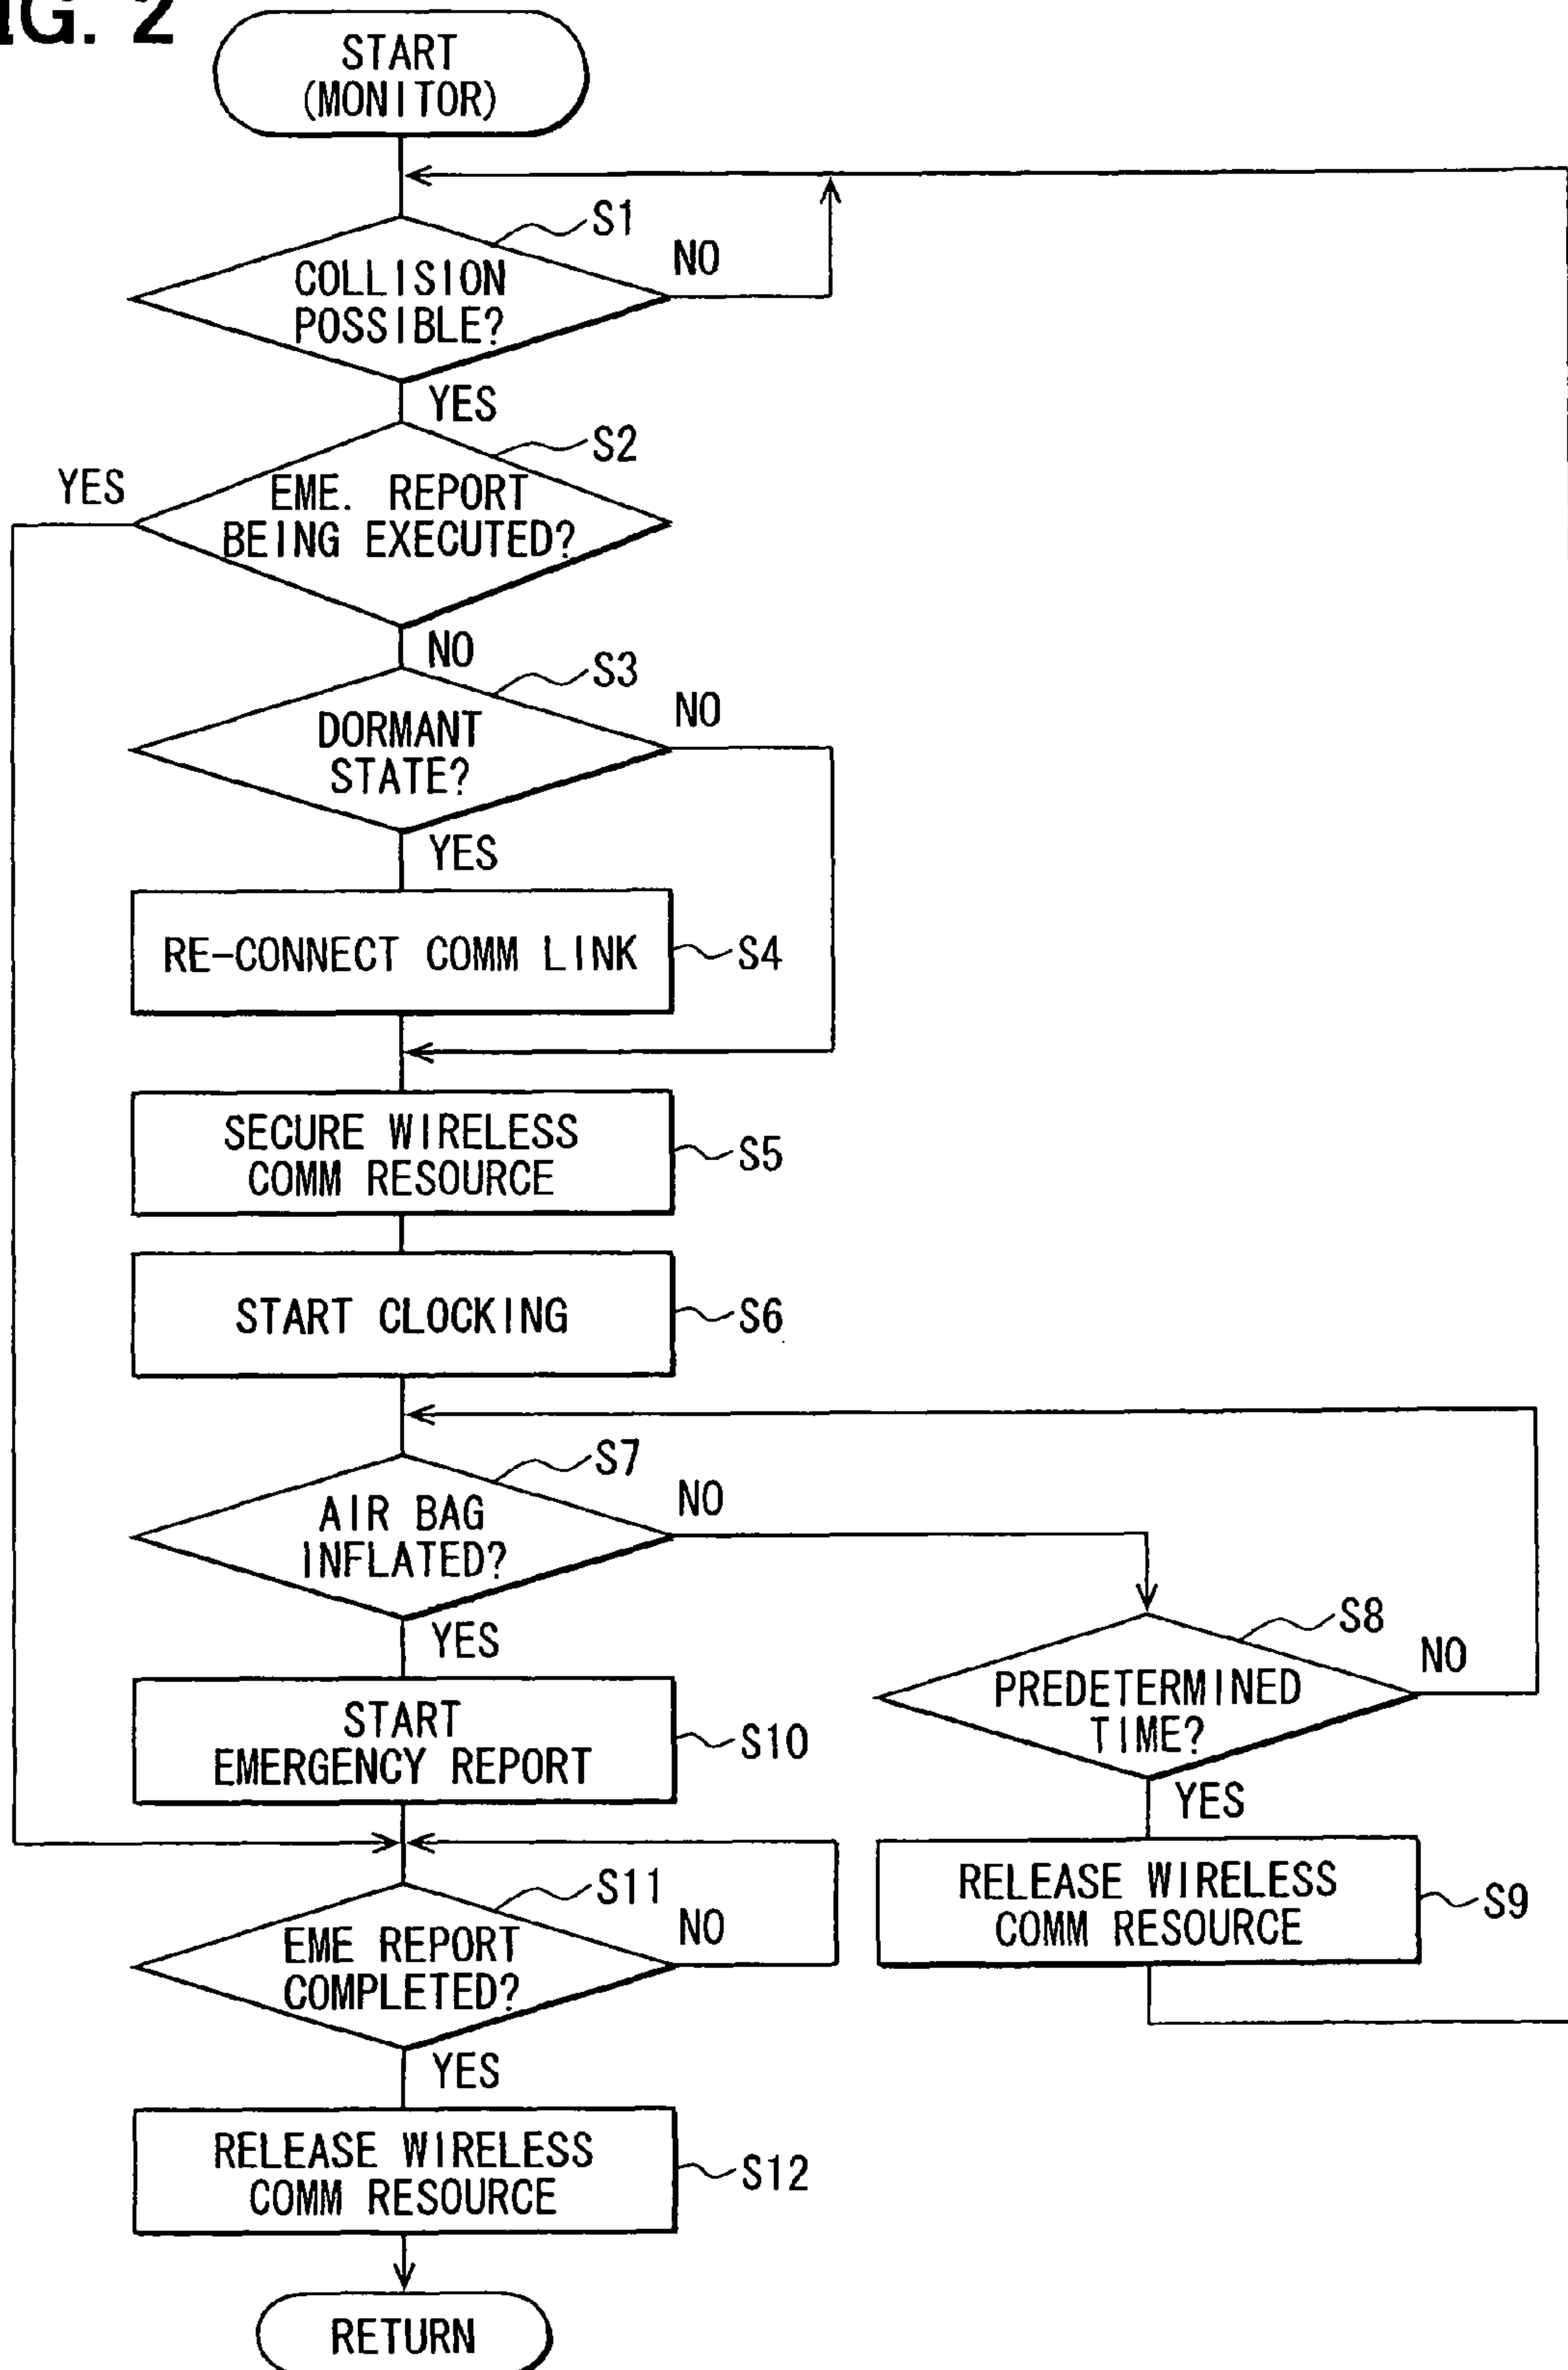 IG. 2
START
(MONITOR)
S1
COLLISION
POSSIBLE?
NO
YES
S2
YES
EME. REPORT
BEING EXECUTED?
NO
S3
DORMANT
STATE?
NO
YES
RE-CONNECT COMM LINK
S4
SECURE WIRELESS
COMM RESOURCE
S5
START CLOCKING
S6
S7
AIR BAG
INFLATED?
NO
YES
S8
PREDETERMINED
TIME?
NO
YES
START
EMERGENCY REPORT
S10
RELEASE WIRELESS
COMM RESOURCE
S9
S11
EME REPORT
COMPLETED?
NO
YES
RELEASE WIRELESS
COMM RESOURCE
S12
RETURN